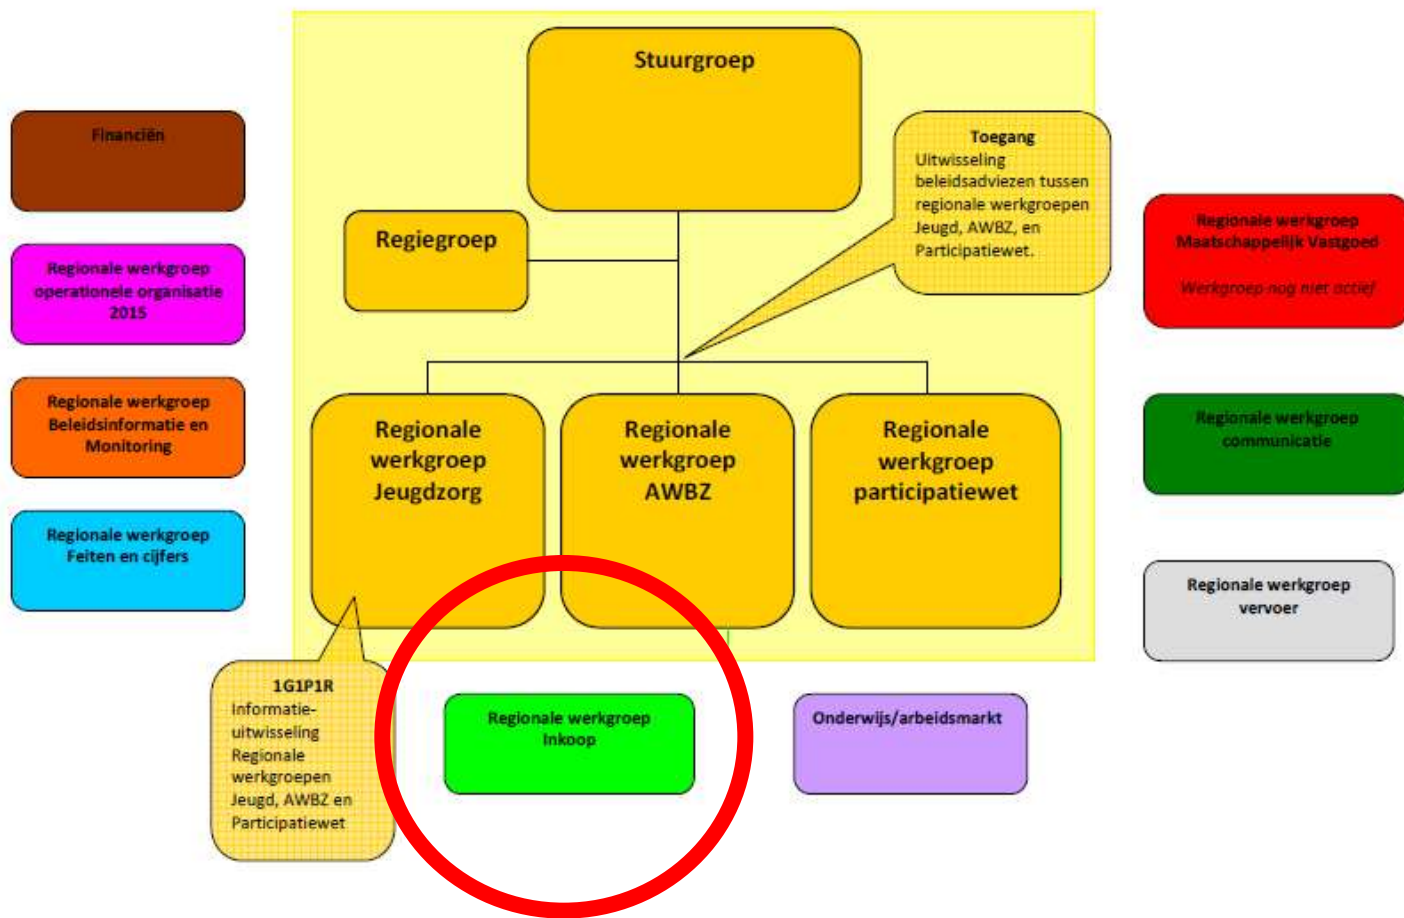 Stuurgroep
Financiën
Toegang
Uitwisseling
beleidsadviezen tussen
regionale werkgroepen
Jeugd, AWBZ, en
Participatiewet.
Regiegroep
Regionale werkgroep
Maatschappelijk Vastgoed
Werkgroep nog niet actief
Regionale werkgroep
operationele organisatie
2015
Regionale werkgroep
Beleidsinformatie en
Monitoring
Regionale
werkgroep
Jeugdzorg
Regionale
werkgroep
AWBZ
Regionale
werkgroep
participatiewet
Regionale werkgroep
communicatie
Regionale werkgroep
Feiten en cijfers
Regionale werkgroep
vervoer
1G1P1R
Informatie-
uitwisseling
Regionale
werkgroepen
Jeugd, AWBZ en
Participatiewet
Regionale werkgroep
Inkoop
Onderwijs/arbeidsmarkt